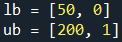 lb = [50, 0]
ub = [200, 1]